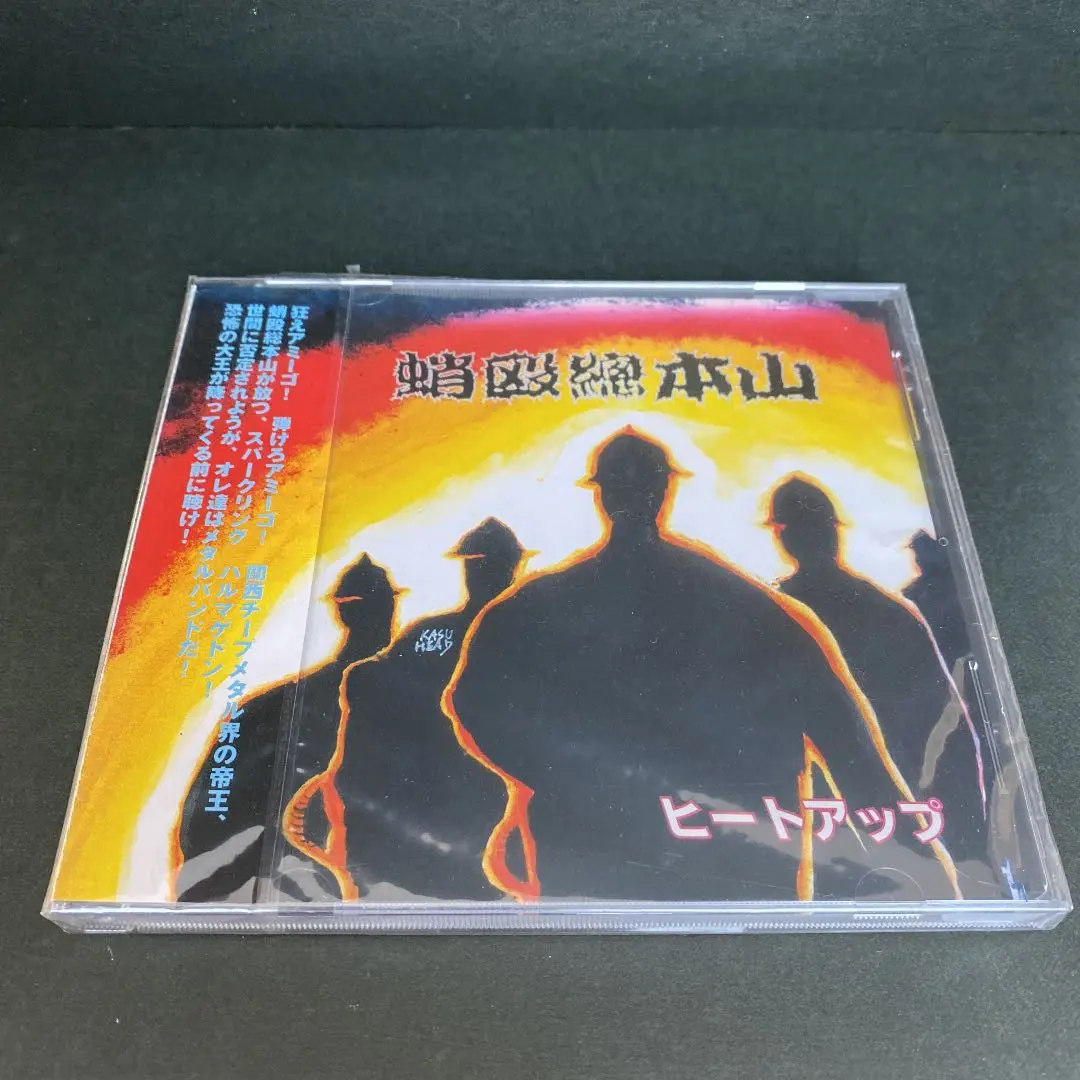 狂えアミーゴ!　弾けろアミーゴ!　関西チープメタル界の帝王、
蛸殴総本山が放つ、スパークリング　ハルマゲドン!
世間に否定されようが、オレ達はメタルバンドだ!
恐怖の大王が降ってくる前に聴け!
蛸殴總本山
KASU
HEAD
ヒートアップ